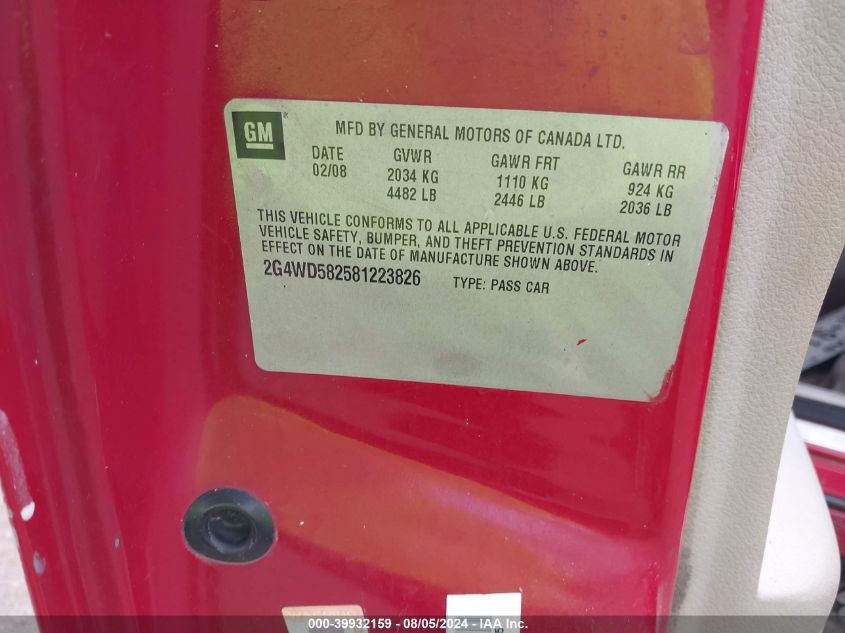 GM
MFD BY GENERAL MOTORS OF CANADA LTD.
DATE GVWR GAWR FRT GAWR RR
02/08 2034 KG 1110 KG 924 KG
4482 LB 2446 LB 2036 LB
THIS VEHICLE CONFORMS TO ALL APPLICABLE U.S. FEDERAL MOTOR
VEHICLE SAFETY, BUMPER, AND THEFT PREVENTION STANDARDS IN
EFFECT ON THE DATE OF MANUFACTURE SHOWN ABOVE.
2G4WD582581223826 TYPE: PASS CAR
000-39932159 - 08/05/2024 - IAA Inc.